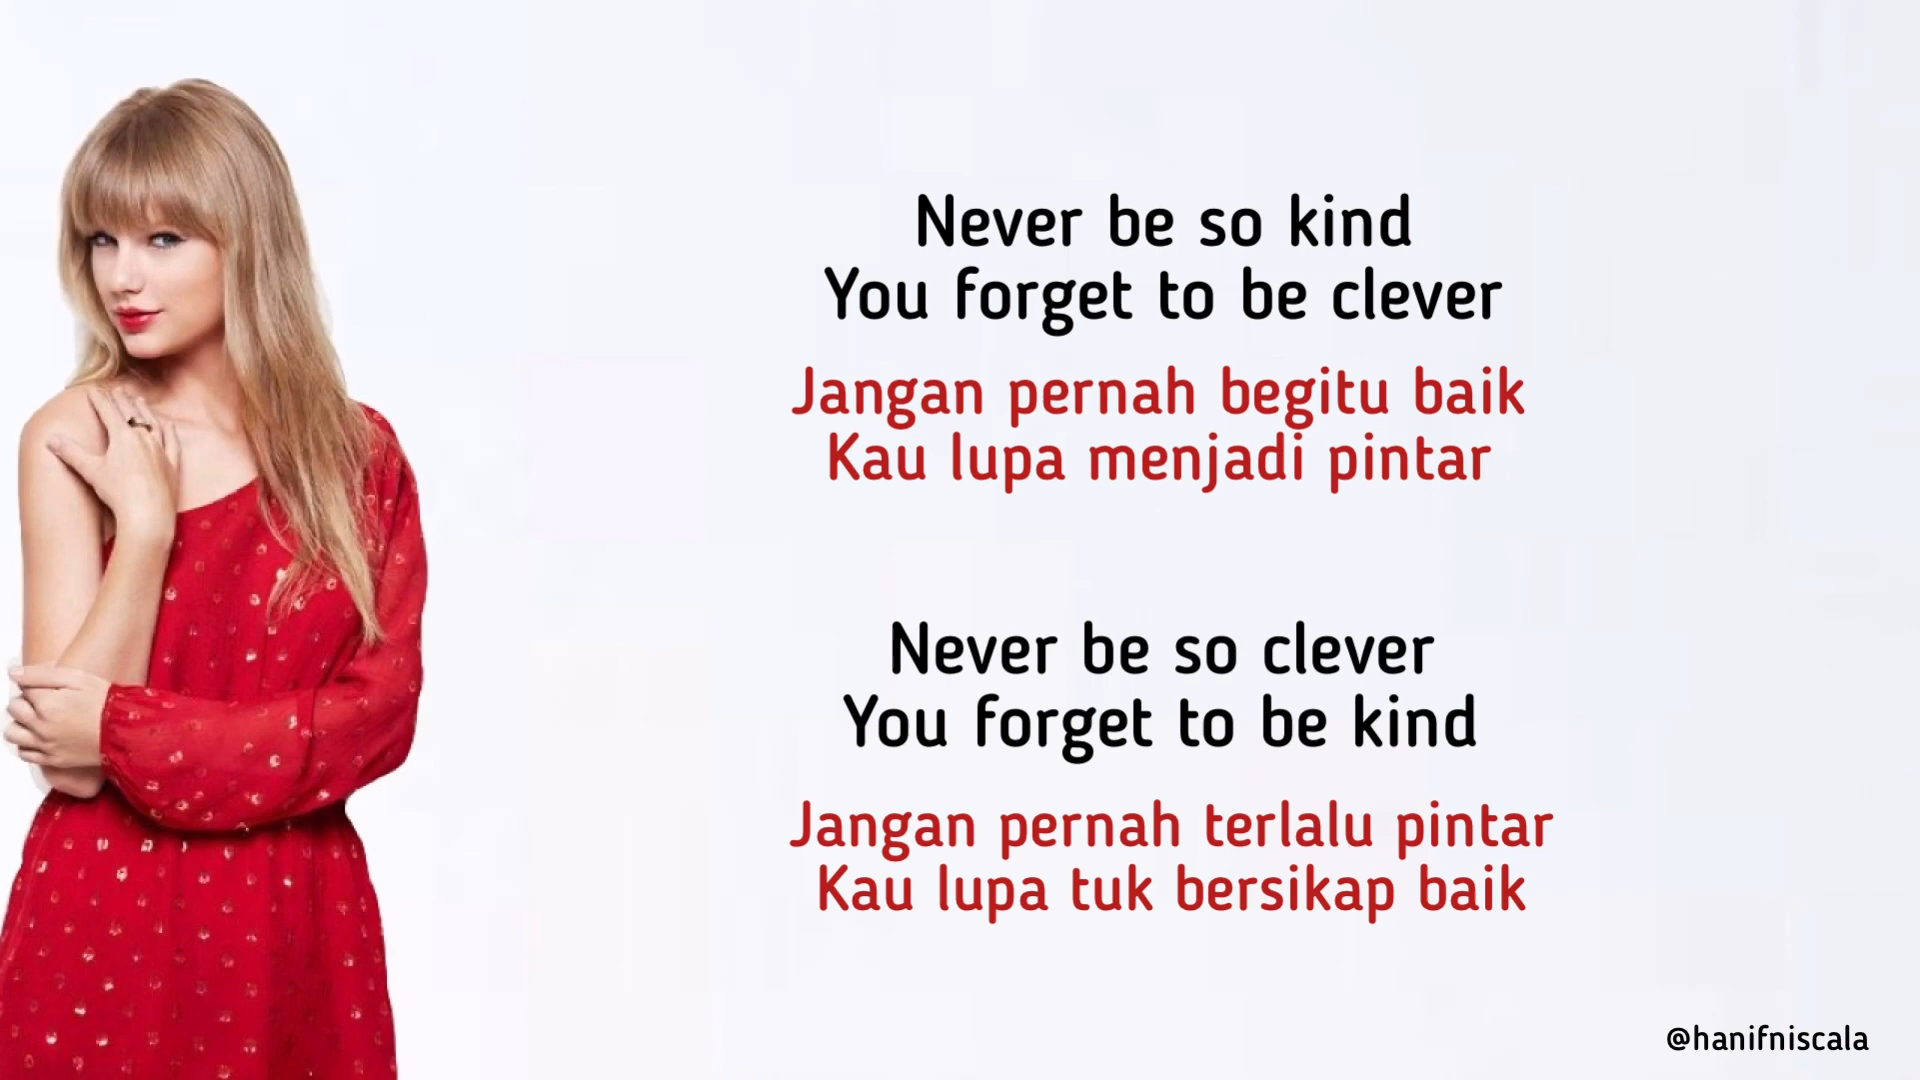 Never be so kind
You forget to be clever
Jangan pernah begitu baik
Kau lupa menjadi pintar
Never be so clever
You forget to be kind
Jangan pernah terlalu pintar
Kau lupa tuk bersikap baik
@hanifniscala